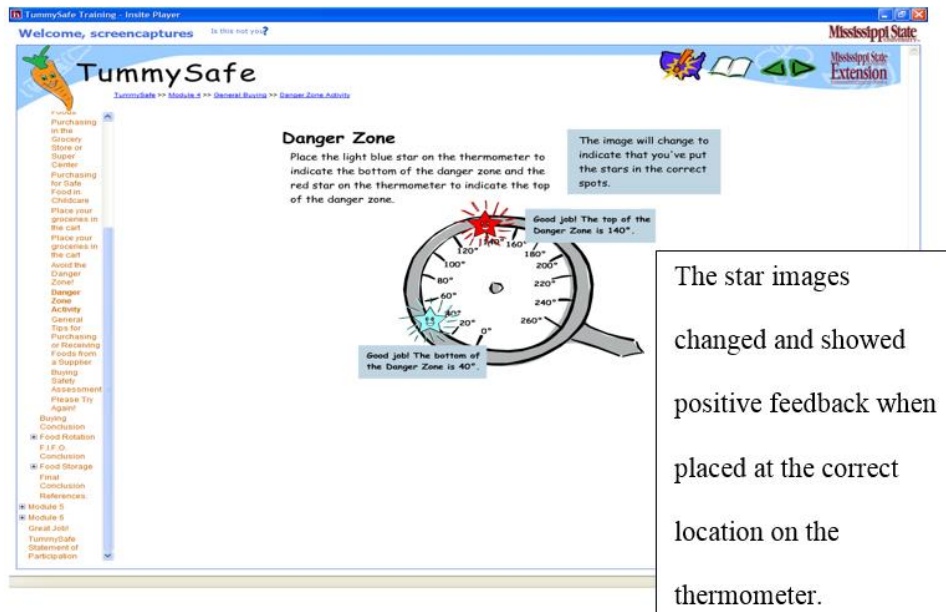 TummySafe Training - Insite Player
Welcome, screencaptures Is this not you?
Mississippi State
TummySafe
Mississippi State
Extension
TummySafe >> Module 4 >> General Buying >> Danger Zone Activity
Foods
Purchasing
in the
Grocery
Store or
Super
Center
Purchasing
for Safe
Food in
Childcare
Place your
groceries in
the cart
Place your
groceries in
the cart
Avoid the
Danger
Zone!
Danger
Zone
Activity
General
Tips for
Purchasing
or Receiving
Foods from
a Supplier
Buying
Safety
Assessment
Please Try
Again!
Buying
Conclusion
Food Rotation
F.I.F.O.
Conclusion
Food Storage
Final
Conclusion
References
Module 5
Module 6
Great Job!
TummySafe
Statement of
Participation
Danger Zone
Place the light blue star on the thermometer to
indicate the bottom of the danger zone and the
red star on the thermometer to indicate the top
of the danger zone.
The image will change to
indicate that you've put
the stars in the correct
spots.
Good job! The top of the
Danger Zone is 140°.
0°
20°
40°
60°
80°
100°
120°
140°
160°
180°
200°
220°
240°
260°
Good job! The bottom of
the Danger Zone is 40°.
The star images
changed and showed
positive feedback when
placed at the correct
location on the
thermometer.